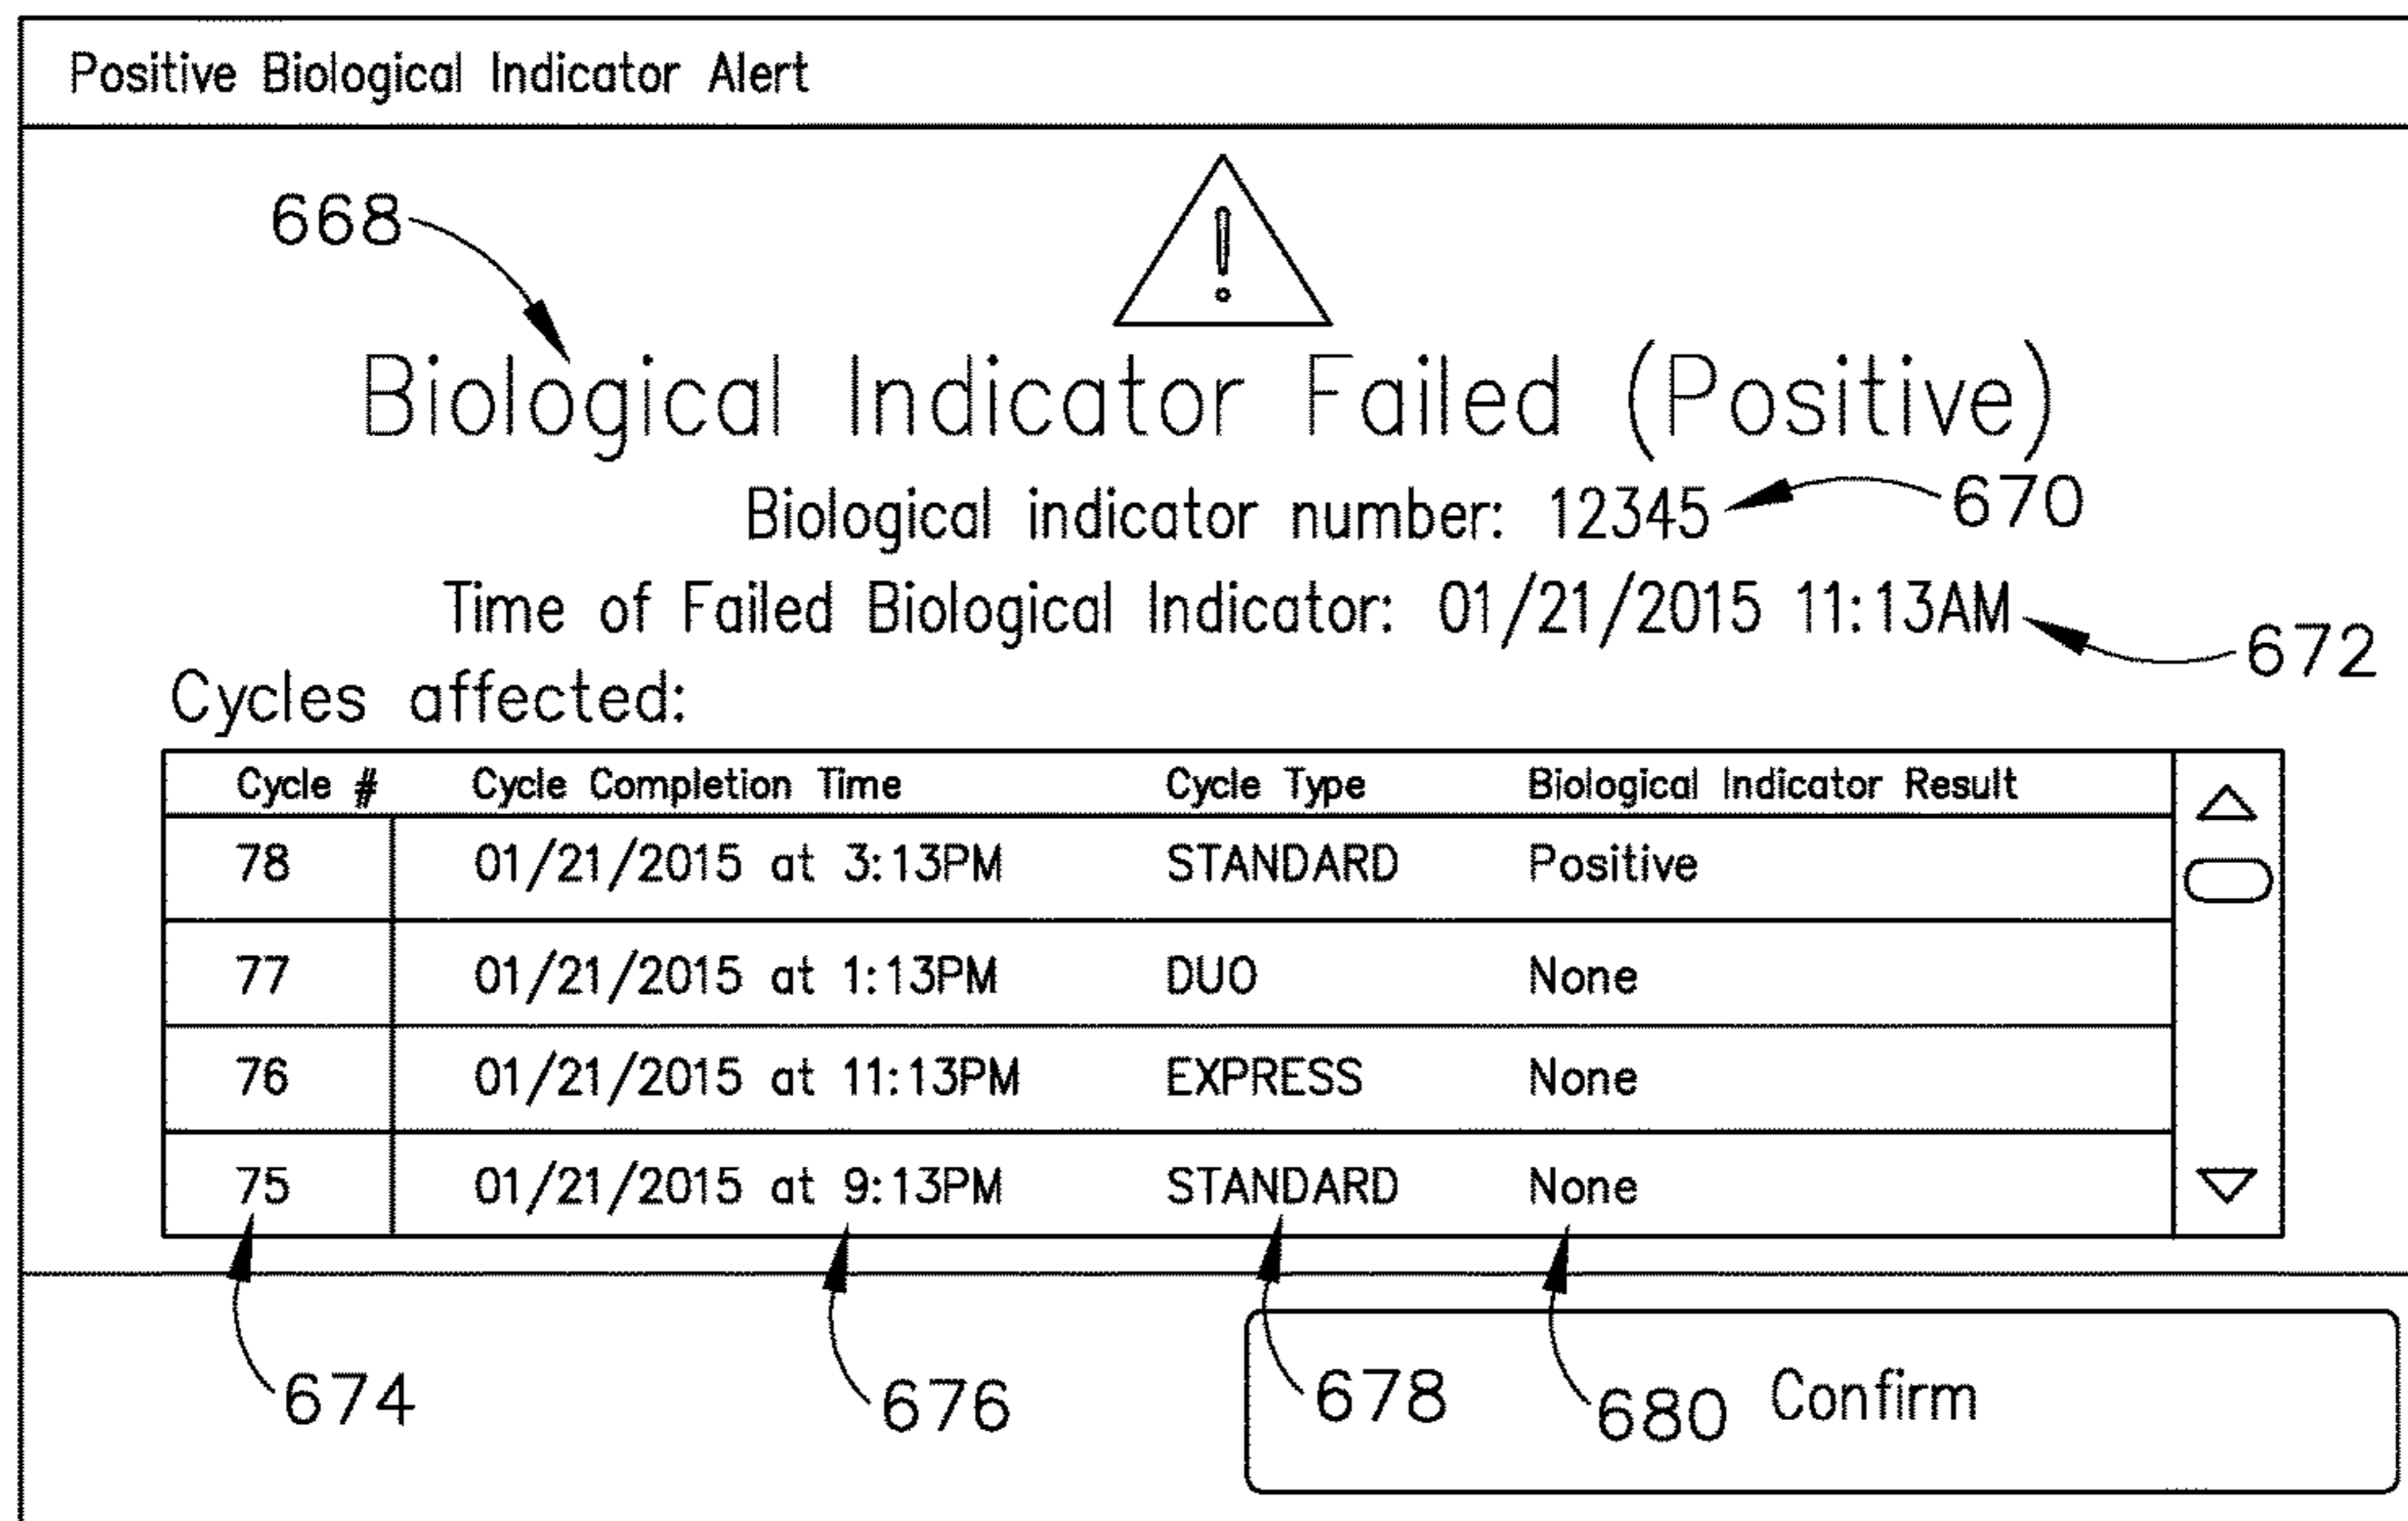 Positive Biological Indicator Alert
668
!
Biological Indicator Failed (Positive)
Biological indicator number: 12345 670
Time of Failed Biological Indicator: 01/21/2015 11:13AM
672
Cycles affected:
Cycle # Cycle Completion Time Cycle Type Biological Indicator Result
78 01/21/2015 at 3:13PM STANDARD Positive
77 01/21/2015 at 1:13PM DUO None
76 01/21/2015 at 11:13PM EXPRESS None
75 01/21/2015 at 9:13PM STANDARD None
674 676 678 680 Confirm